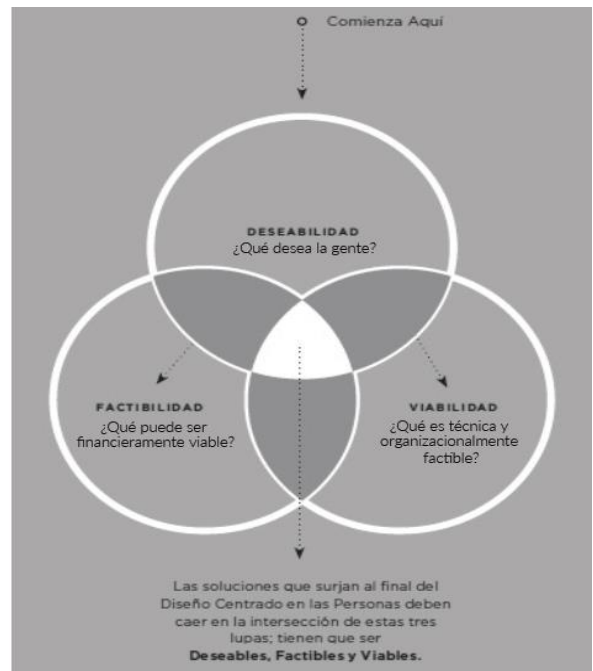 Comienza Aquí
DESEABILIDAD
¿Qué desea la gente?
FACTIBILIDAD
¿Qué puede ser
financieramente viable?
VIABILIDAD
¿Qué es técnica y
organizacionalmente
factible?
Las soluciones que surjan al final del
Diseño Centrado en las Personas deben
caer en la intersección de estas tres
lupas; tienen que ser
Deseables, Factibles y Viables.